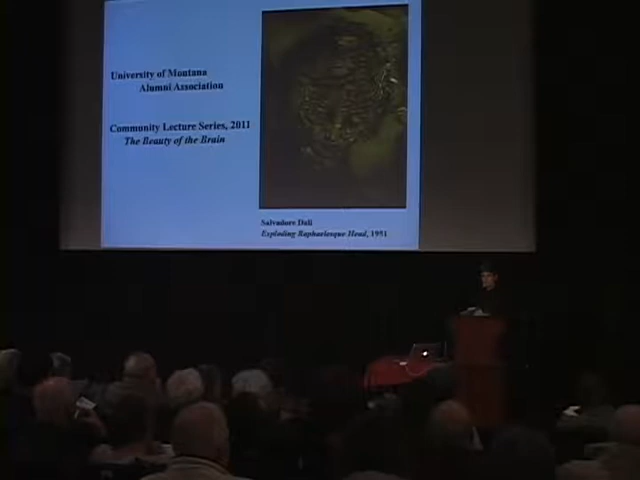 University of Montana
Alumni Association
Community Lecture Series, 2011
The Beauty of the Brain
Salvadore Dali
Exploding Raphaelesque Head, 1951